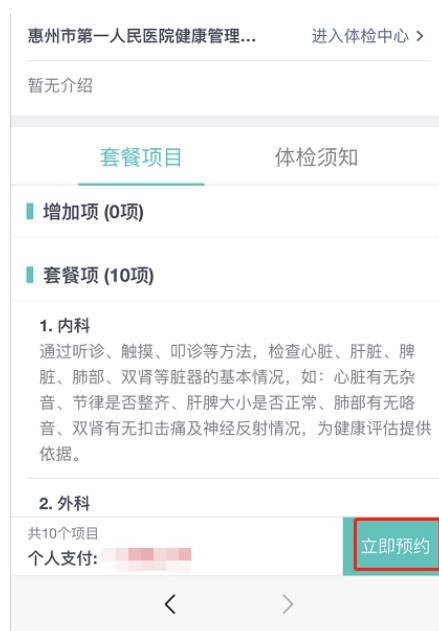 惠州市第一人民医院健康管理... 进入体检中心 >
暂无介绍
套餐项目 体检须知
增加项 (0项)
套餐项 (10项)
1. 内科
通过听诊、触摸、叩诊等方法，检查心脏、肝脏、脾
脏、肺部、双肾等脏器的基本情况，如：心脏有无杂
音、节律是否整齐、肝脾大小是否正常、肺部有无啰
音、双肾有无扣击痛及神经反射情况，为健康评估提供
依据。
2. 外科
共10个项目
个人支付:
立即预约